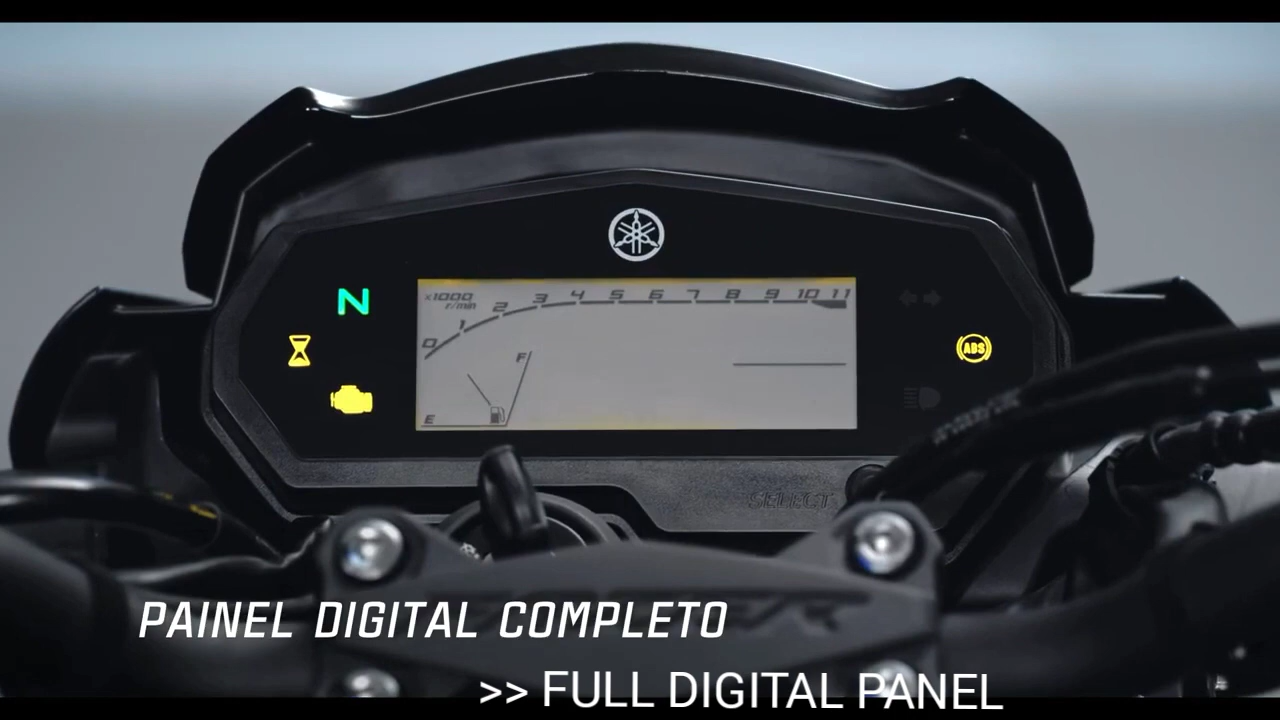 N
×1000
r/min
0 1 2 3 4 5 6 7 8 9 10 11
F
E
ABS
SELECT
PAINEL DIGITAL COMPLETO
>> FULL DIGITAL PANEL